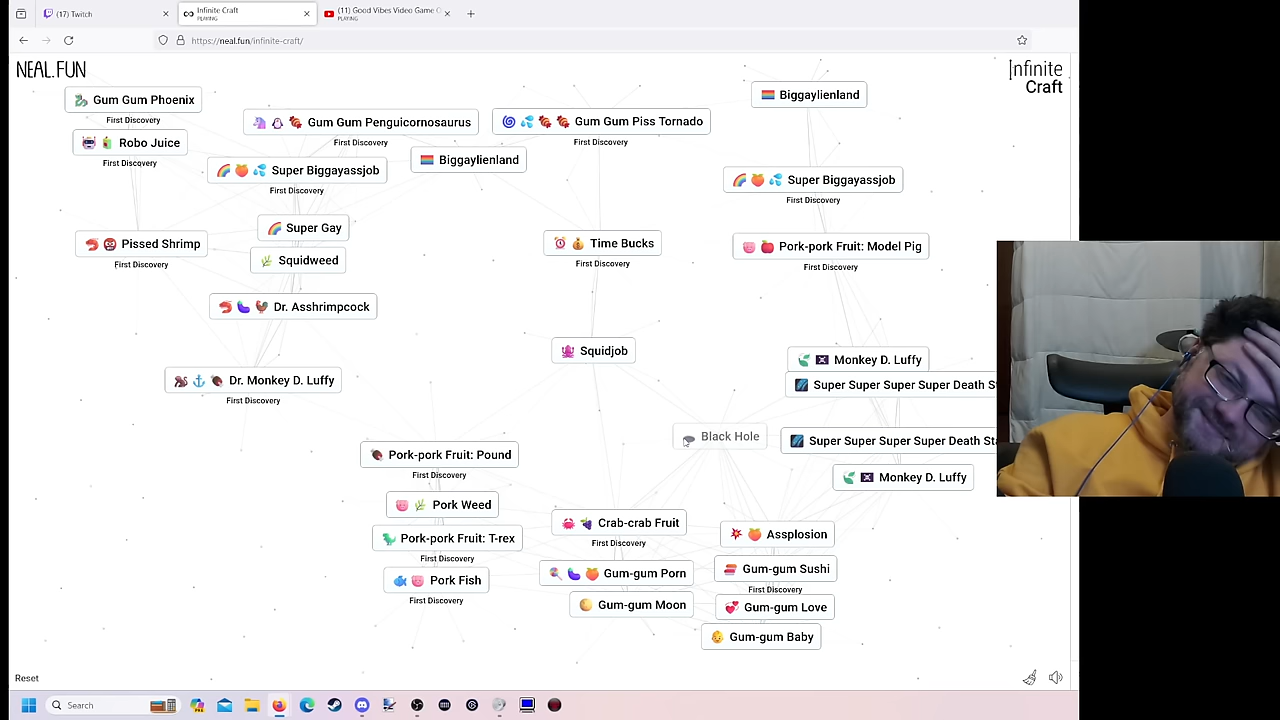 (17) Twitch
Infinite Craft
PLAYING
(11) Good Vibes Video Game
PLAYING
https://neal.fun/infinite-craft/
NEAL.FUN
Infinite
Craft
Gum Gum Phoenix
First Discovery
Robo Juice
First Discovery
Gum Gum Penguicornosaurus
First Discovery
Gum Gum Piss Tornado
First Discovery
Biggaylienland
Super Biggayassjob
First Discovery
Biggaylienland
Super Biggayassjob
First Discovery
Super Gay
Squidweed
Pissed Shrimp
First Discovery
Time Bucks
First Discovery
Pork-pork Fruit: Model Pig
First Discovery
Dr. Asshrimpcock
Squidjob
Monkey D. Luffy
Super Super Super Super Death
Dr. Monkey D. Luffy
First Discovery
Black Hole
Super Super Super Super Death
Monkey D. Luffy
Pork-pork Fruit: Pound
First Discovery
Pork Weed
Pork-pork Fruit: T-rex
First Discovery
Pork Fish
First Discovery
Crab-crab Fruit
First Discovery
Gum-gum Porn
Gum-gum Moon
Assplosion
Gum-gum Sushi
First Discovery
Gum-gum Love
Gum-gum Baby
Reset
Search